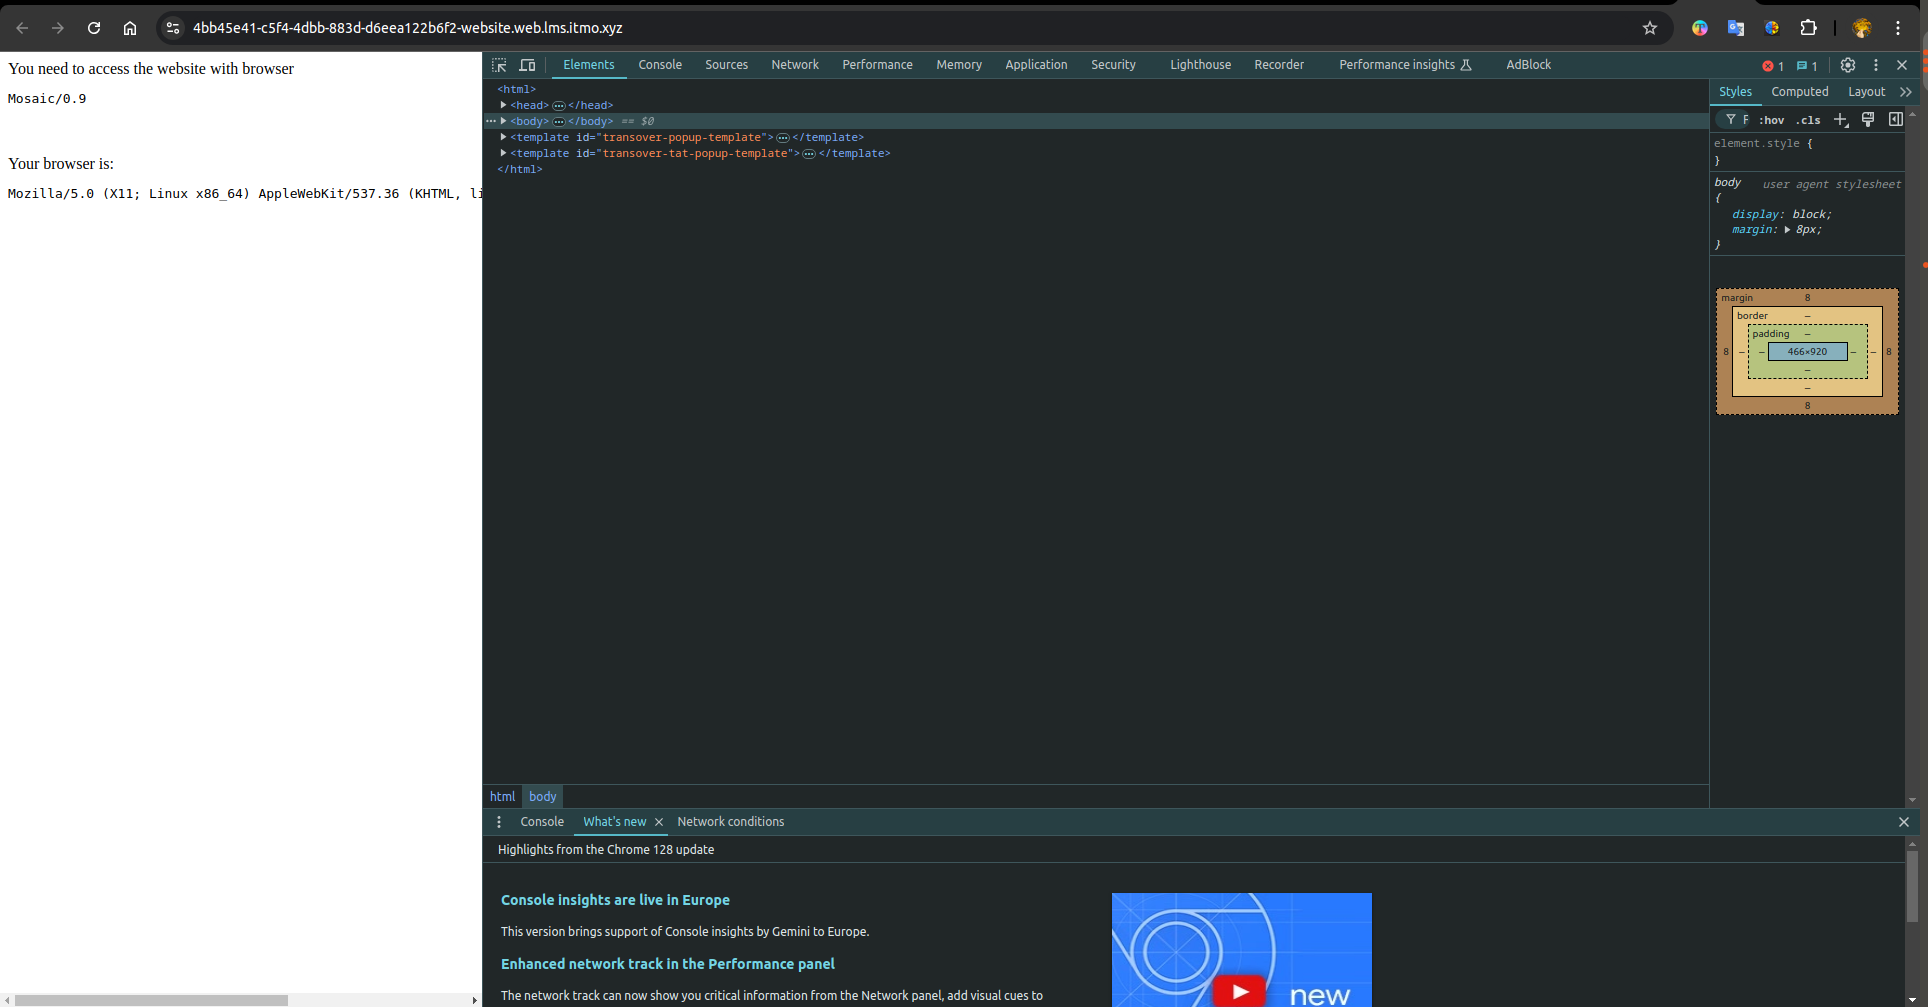 4bb45e41-c5f4-4dbb-883d-d6eea122b6f2-website.web.lms.itmo.xyz
You need to access the website with browser
Mosaic/0.9
Your browser is:
Mozilla/5.0 (X11; Linux x86_64) AppleWebKit/537.36 (KHTML, li
Elements Console Sources Network Performance Memory Application Security Lighthouse Recorder Performance insights AdBlock 1 1
<html>
<head> ... </head>
... <body> ... </body> == $0
<template id="transover-popup-template"> ... </template>
<template id="transover-tat-popup-template"> ... </template>
</html>
html body
Styles Computed Layout >>
F :hov .cls +
element.style {
}
body user agent stylesheet
{
display: block;
margin: 8px;
}
margin 8
border –
padding –
8 – – 466×920 – – 8
–
–
8
Console What's new Network conditions
Highlights from the Chrome 128 update
Console insights are live in Europe
This version brings support of Console insights by Gemini to Europe.
Enhanced network track in the Performance panel
The network track can now show you critical information from the Network panel, add visual cues to
new